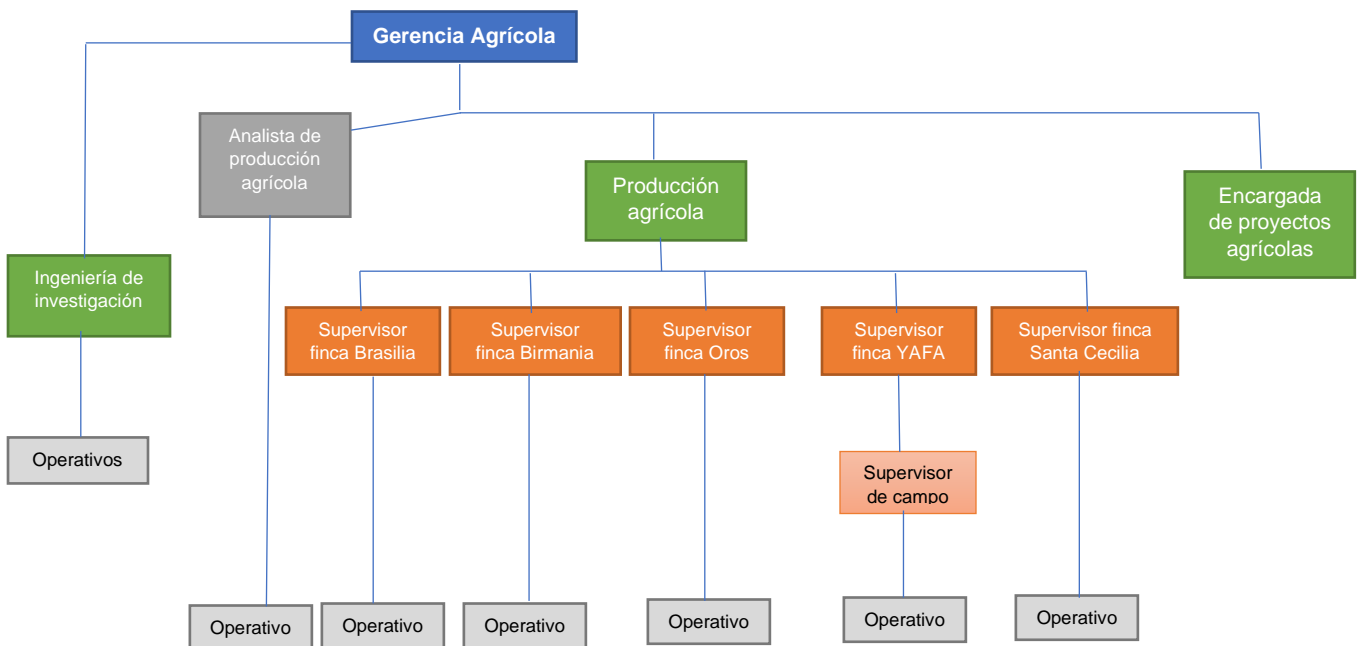 Gerencia Agrícola
Analista de
producción
agrícola
Producción
agrícola
Encargada
de proyectos
agrícolas
Ingeniería de
investigación
Supervisor
finca Brasilia
Supervisor
finca Birmania
Supervisor
finca Oros
Supervisor
finca YAFA
Supervisor finca
Santa Cecilia
Operativos
Supervisor
de campo
Operativo
Operativo
Operativo
Operativo
Operativo
Operativo